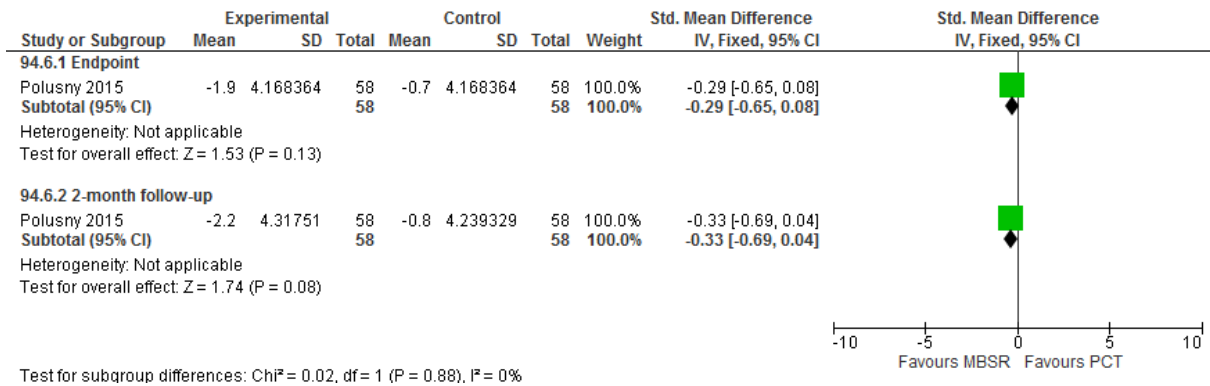 Experimental Control Std. Mean Difference Std. Mean Difference
Study or Subgroup Mean SD Total Mean SD Total Weight IV, Fixed, 95% CI IV, Fixed, 95% CI
94.6.1 Endpoint
Polusny 2015 -1.9 4.168364 58 -0.7 4.168364 58 100.0% -0.29 [-0.65, 0.08]
Subtotal (95% CI) 58 58 100.0% -0.29 [-0.65, 0.08]
Heterogeneity: Not applicable
Test for overall effect: Z = 1.53 (P = 0.13)
94.6.2 2-month follow-up
Polusny 2015 -2.2 4.31751 58 -0.8 4.239329 58 100.0% -0.33 [-0.69, 0.04]
Subtotal (95% CI) 58 58 100.0% -0.33 [-0.69, 0.04]
Heterogeneity: Not applicable
Test for overall effect: Z = 1.74 (P = 0.08)
-10 -5 0 5 10
Favours MBSR Favours PCT
Test for subgroup differences: Chi² = 0.02, df = 1 (P = 0.88), I² = 0%